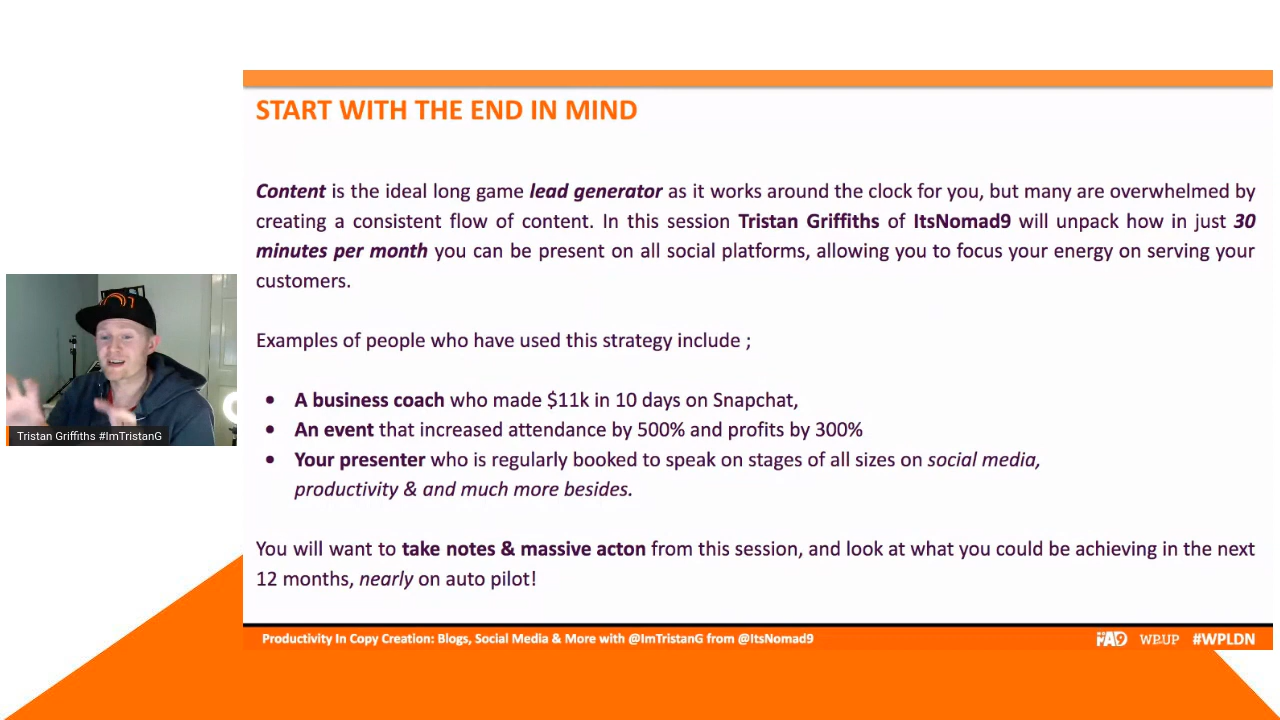 START WITH THE END IN MIND
Content is the ideal long game lead generator as it works around the clock for you, but many are overwhelmed by
creating a consistent flow of content. In this session Tristan Griffiths of ItsNomad9 will unpack how in just 30
minutes per month you can be present on all social platforms, allowing you to focus your energy on serving your
customers.
Examples of people who have used this strategy include ;
• A business coach who made $11k in 10 days on Snapchat,
• An event that increased attendance by 500% and profits by 300%
• Your presenter who is regularly booked to speak on stages of all sizes on social media,
productivity & and much more besides.
You will want to take notes & massive acton from this session, and look at what you could be achieving in the next
12 months, nearly on auto pilot!
Tristan Griffiths #ImTristanG
Productivity In Copy Creation: Blogs, Social Media & More with @ImTristanG from @ItsNomad9
#WPLDN